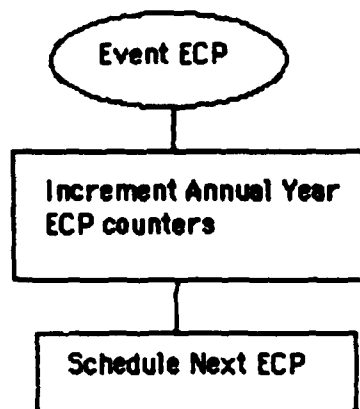 Event ECP
Increment Annual Year
ECP counters
Schedule Next ECP